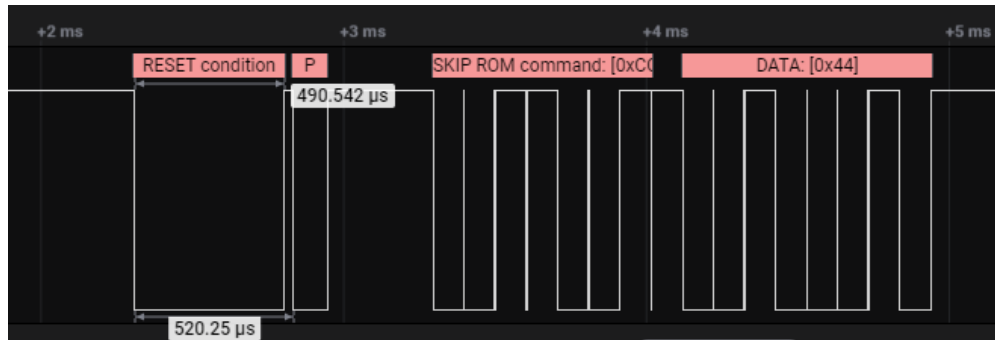 +2 ms +3 ms +4 ms +5 ms
RESET condition P SKIP ROM command: [0xCC DATA: [0x44]
490.542 µs
520.25 µs